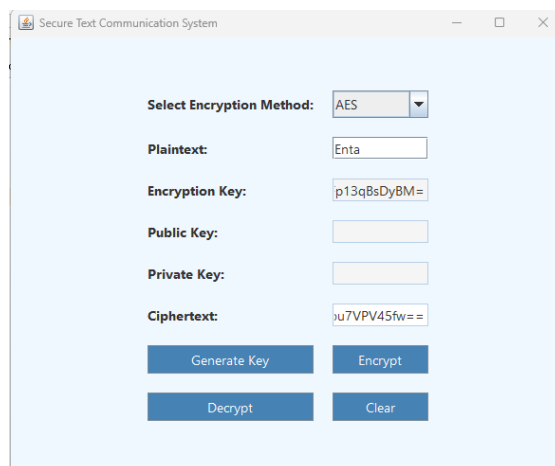 Secure Text Communication System
Select Encryption Method: AES
Plaintext: Enta
Encryption Key: p13qBsDyBM=
Public Key:
Private Key:
Ciphertext: ou7VPV45fw==
Generate Key Encrypt
Decrypt Clear